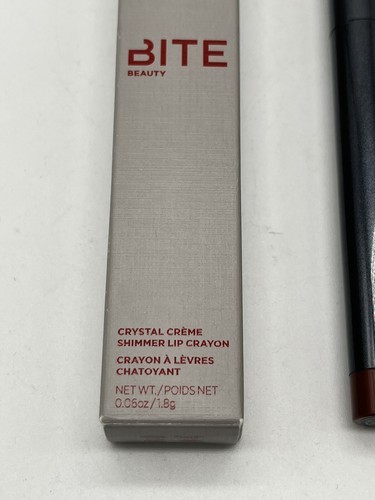 BITE
BEAUTY
CRYSTAL CRÈME
SHIMMER LIP CRAYON
CRAYON À LÈVRES
CHATOYANT
NET WT./POIDS NET
0.06oz/1.8g